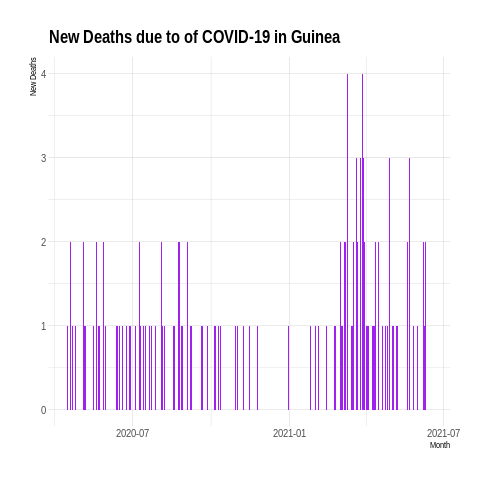 New Deaths due to of COVID-19 in Guinea
New Deaths
4
3
2
1
0
2020-07
2021-01
2021-07
Month